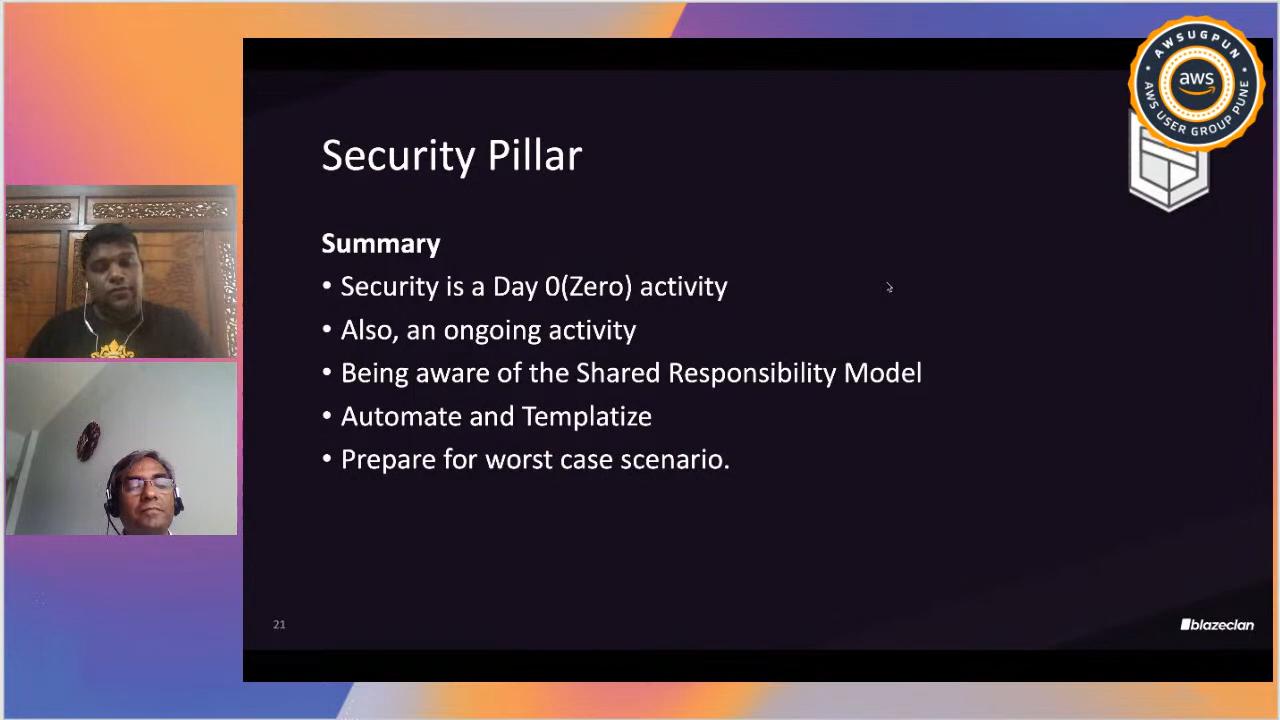 AWSUGPUN
aws
AWS USER GROUP PUNE
Security Pillar
Summary
• Security is a Day 0(Zero) activity
• Also, an ongoing activity
• Being aware of the Shared Responsibility Model
• Automate and Templatize
• Prepare for worst case scenario.
21
blazeclan